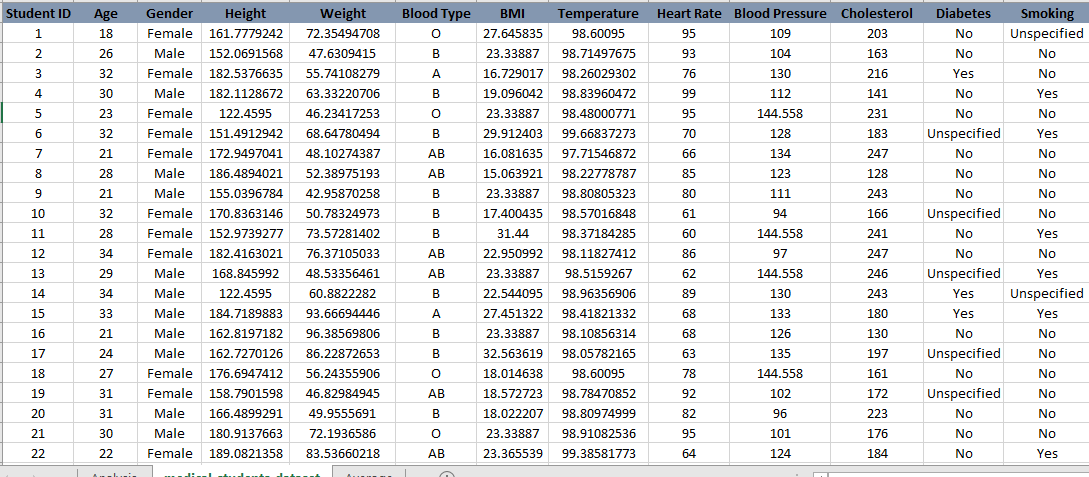 Student ID Age Gender Height Weight Blood Type BMI Temperature Heart Rate Blood Pressure Cholesterol Diabetes Smoking
1 18 Female 161.7779242 72.35494708 O 27.645835 98.60095 95 109 203 No Unspecified
2 26 Male 152.0691568 47.6309415 B 23.33887 98.71497675 93 104 163 No No
3 32 Female 182.5376635 55.74108279 A 16.729017 98.26029302 76 130 216 Yes No
4 30 Male 182.1128672 63.33220706 B 19.096042 98.83960472 99 112 141 No Yes
5 23 Female 122.4595 46.23417253 O 23.33887 98.48000771 95 144.558 231 No No
6 32 Female 151.4912942 68.64780494 B 29.912403 99.66837273 70 128 183 Unspecified Yes
7 21 Female 172.9497041 48.10274387 AB 16.081635 97.71546872 66 134 247 No No
8 28 Male 186.4894021 52.38975193 AB 15.063921 98.22778787 85 123 128 No No
9 21 Male 155.0396784 42.95870258 B 23.33887 98.80805323 80 111 243 No No
10 32 Female 170.8363146 50.78324973 B 17.400435 98.57016848 61 94 166 Unspecified No
11 28 Female 152.9739277 73.57281402 B 31.44 98.37184285 60 144.558 241 No Yes
12 34 Female 182.4163021 76.37105033 AB 22.950992 98.11827412 86 97 247 No No
13 29 Male 168.845992 48.53356461 AB 23.33887 98.5159267 62 144.558 246 Unspecified Yes
14 34 Male 122.4595 60.8822282 B 22.544095 98.96356906 89 130 243 Yes Unspecified
15 33 Male 184.7189883 93.66694446 A 27.451322 98.41821332 68 133 180 Yes Yes
16 21 Male 162.8197182 96.38569806 B 23.33887 98.10856314 68 126 130 No No
17 24 Male 162.7270126 86.22872653 B 32.563619 98.05782165 63 135 197 Unspecified No
18 27 Female 176.6947412 56.24355906 O 18.014638 98.60095 78 144.558 161 No No
19 31 Female 158.7901598 46.82984945 AB 18.572723 98.78470852 92 102 172 Unspecified No
20 31 Male 166.4899291 49.9555691 B 18.022207 98.80974999 82 96 223 No No
21 30 Male 180.9137663 72.1936586 O 23.33887 98.91082536 95 101 176 No No
22 22 Female 189.0821358 83.53660218 AB 23.365539 99.38581773 64 124 184 No Yes
Analysis medical students dataset Average